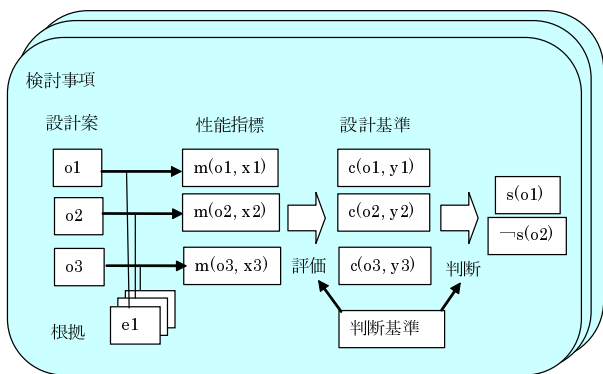 検討事項
設計案
性能指標
設計基準
o1
m(o1, x1)
c(o1, y1)
s(o1)
o2
m(o2, x2)
c(o2, y2)
￢s(o2)
o3
m(o3, x3)
評価
c(o3, y3)
判断
根拠
e1
判断基準